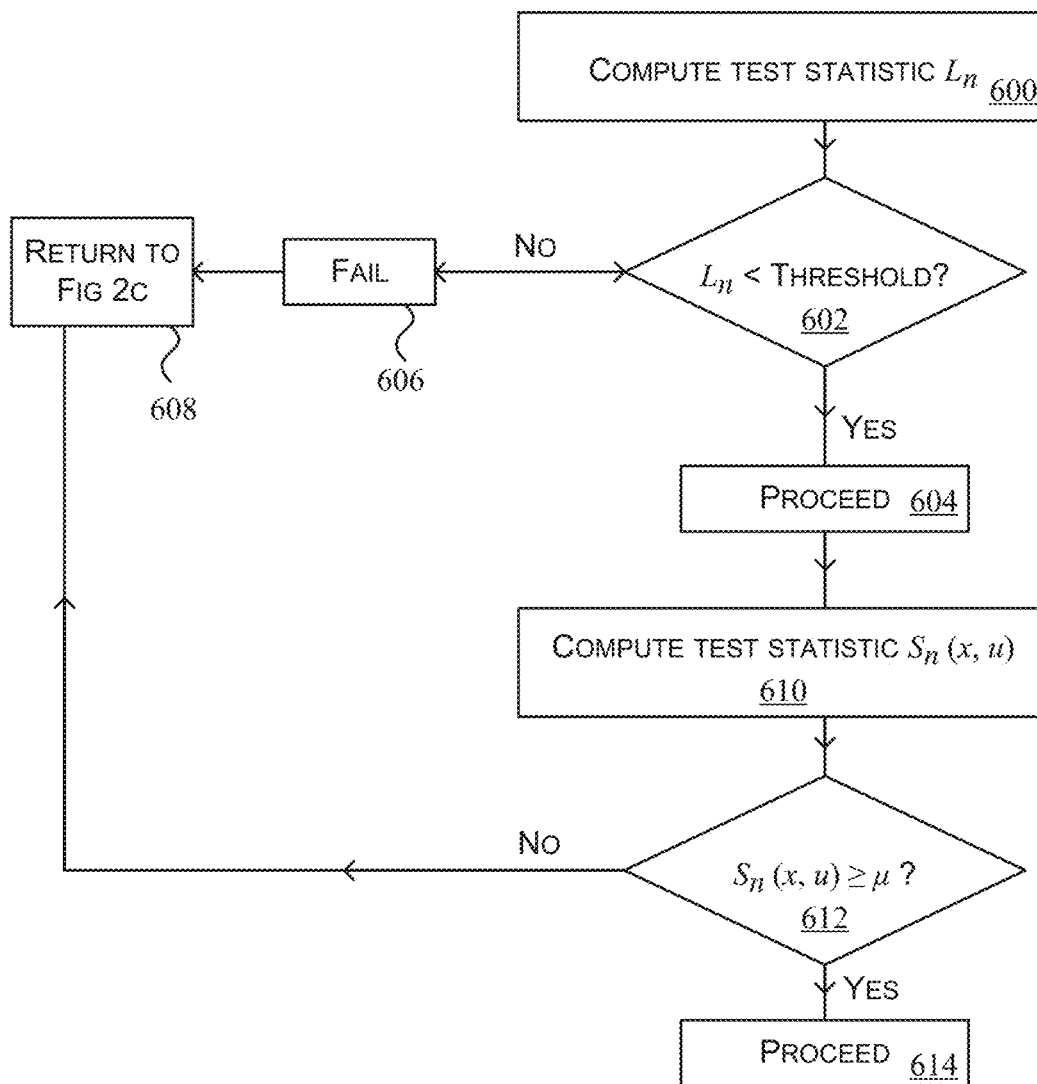 COMPUTE TEST STATISTIC Ln 600
RETURN TO
FIG 2C
608
FAIL
606
NO
Ln < THRESHOLD?
602
YES
PROCEED 604
COMPUTE TEST STATISTIC Sn (x, u)
610
NO
Sn (x, u) ≥ μ ?
612
YES
PROCEED 614